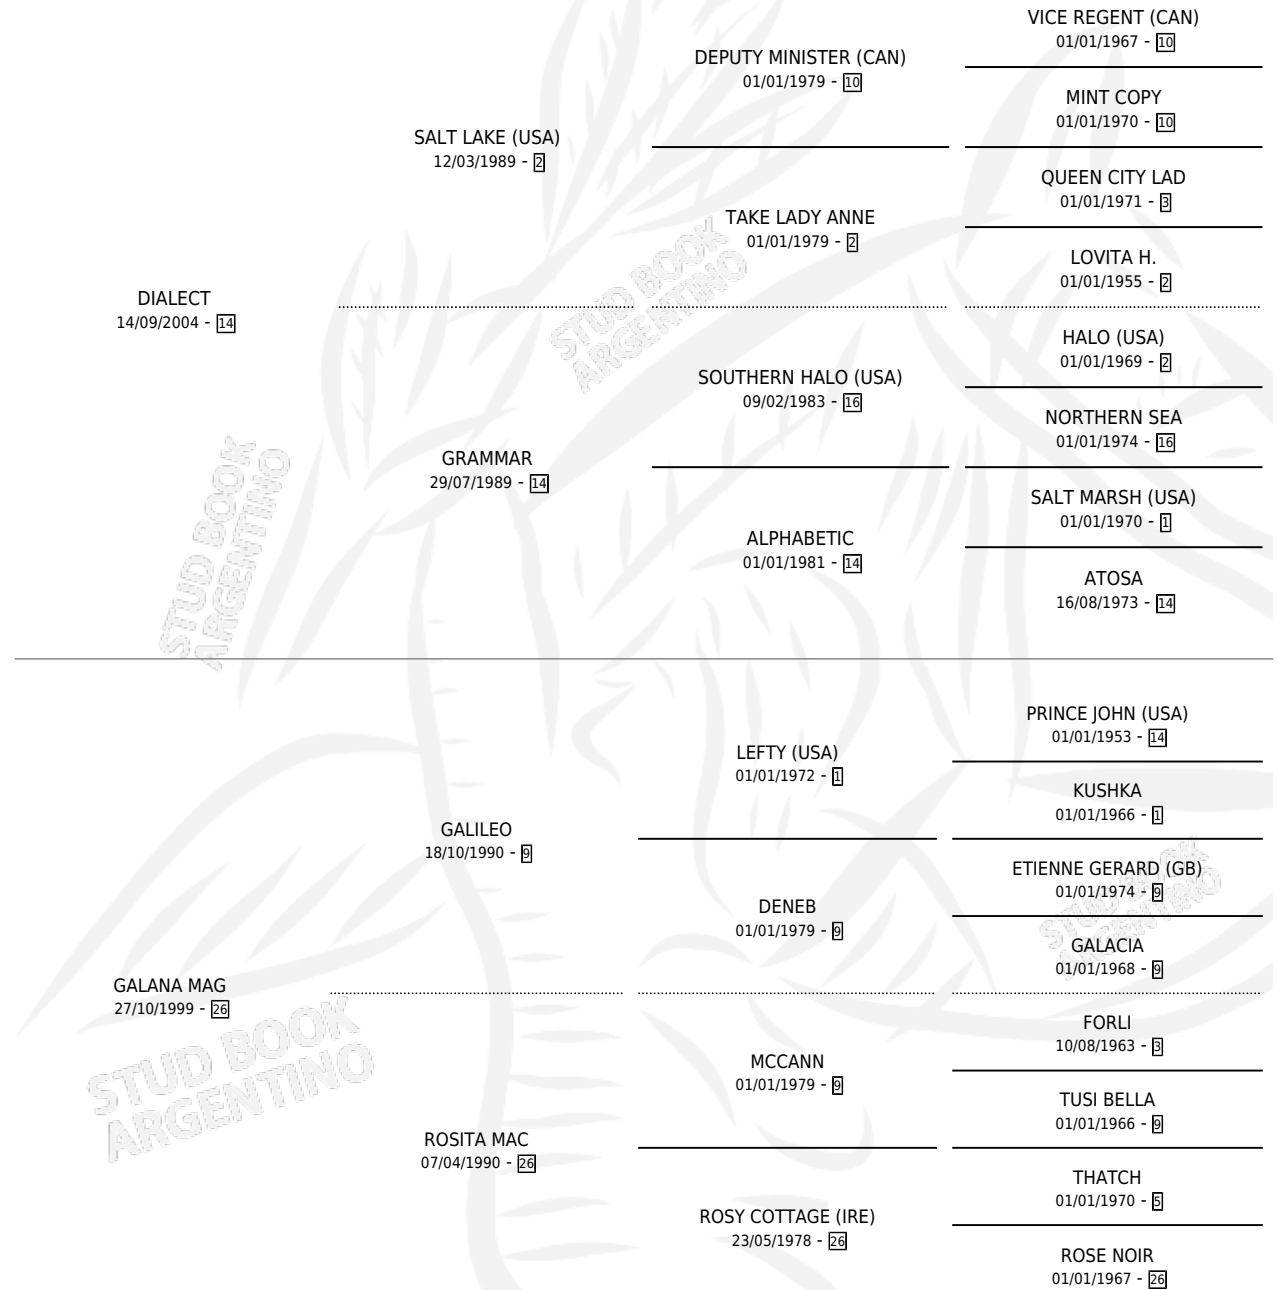 VICE REGENT (CAN)
01/01/1967 - 10
DEPUTY MINISTER (CAN)
01/01/1979 - 10
MINT COPY
01/01/1970 - 10
SALT LAKE (USA)
12/03/1989 - 2
QUEEN CITY LAD
01/01/1971 - 3
TAKE LADY ANNE
01/01/1979 - 2
LOVITA H.
01/01/1955 - 2
DIALECT
14/09/2004 - 14
HALO (USA)
01/01/1969 - 2
SOUTHERN HALO (USA)
09/02/1983 - 16
NORTHERN SEA
01/01/1974 - 16
GRAMMAR
29/07/1989 - 14
SALT MARSH (USA)
01/01/1970 - 1
ALPHABETIC
01/01/1981 - 14
ATOSA
16/08/1973 - 14
PRINCE JOHN (USA)
01/01/1953 - 14
LEFTY (USA)
01/01/1972 - 1
KUSHKA
01/01/1966 - 1
GALILEO
18/10/1990 - 9
ETIENNE GERARD (GB)
01/01/1974 - 9
DENEB
01/01/1979 - 9
GALACIA
01/01/1968 - 9
GALANA MAG
27/10/1999 - 26
FORLI
10/08/1963 - 3
MCCANN
01/01/1979 - 9
TUSI BELLA
01/01/1966 - 9
ROSITA MAC
07/04/1990 - 26
THATCH
01/01/1970 - 5
ROSY COTTAGE (IRE)
23/05/1978 - 26
ROSE NOIR
01/01/1967 - 26
STUD BOOK
ARGENTINO
STUD BOOK
ARGENTINO
STUD BOOK
ARGENTINO
STUD BOOK
ARGENTINO